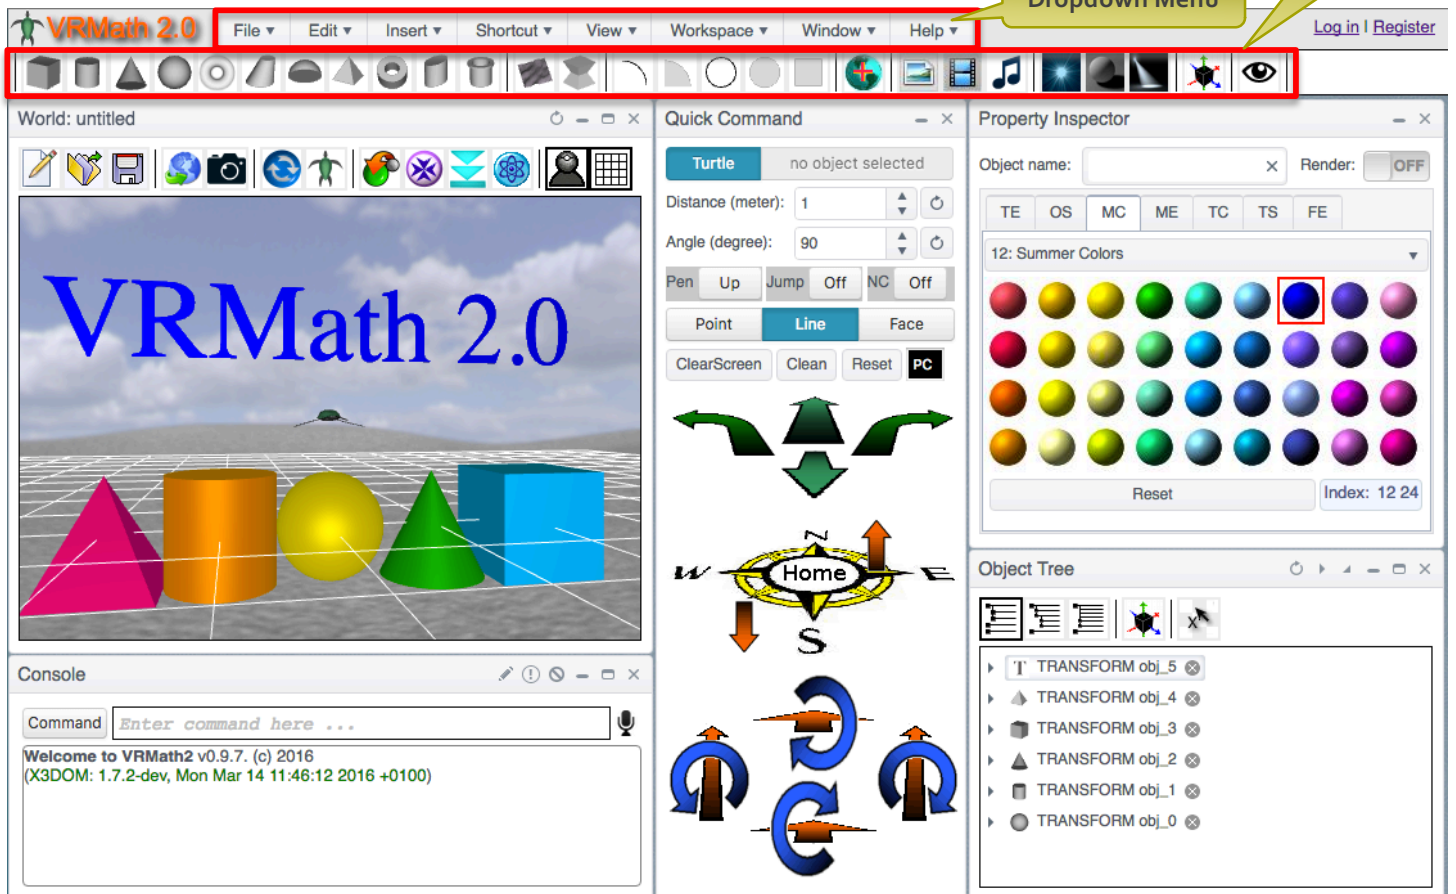 Dropdown Menu
VRMath 2.0
File ▾ Edit ▾ Insert ▾ Shortcut ▾ View ▾ Workspace ▾ Window ▾ Help ▾
Log in | Register
World: untitled
VRMath 2.0
Console
Command Enter command here ...
Welcome to VRMath2 v0.9.7. (c) 2016
(X3DOM: 1.7.2-dev, Mon Mar 14 11:46:12 2016 +0100)
Quick Command
Turtle no object selected
Distance (meter): 1
Angle (degree): 90
Pen Up Jump Off NC Off
Point Line Face
ClearScreen Clean Reset PC
N
W Home E
S
Property Inspector
Object name: Render: OFF
TE OS MC ME TC TS FE
12: Summer Colors
Reset Index: 12 24
Object Tree
X
T TRANSFORM obj_5
TRANSFORM obj_4
TRANSFORM obj_3
TRANSFORM obj_2
TRANSFORM obj_1
TRANSFORM obj_0